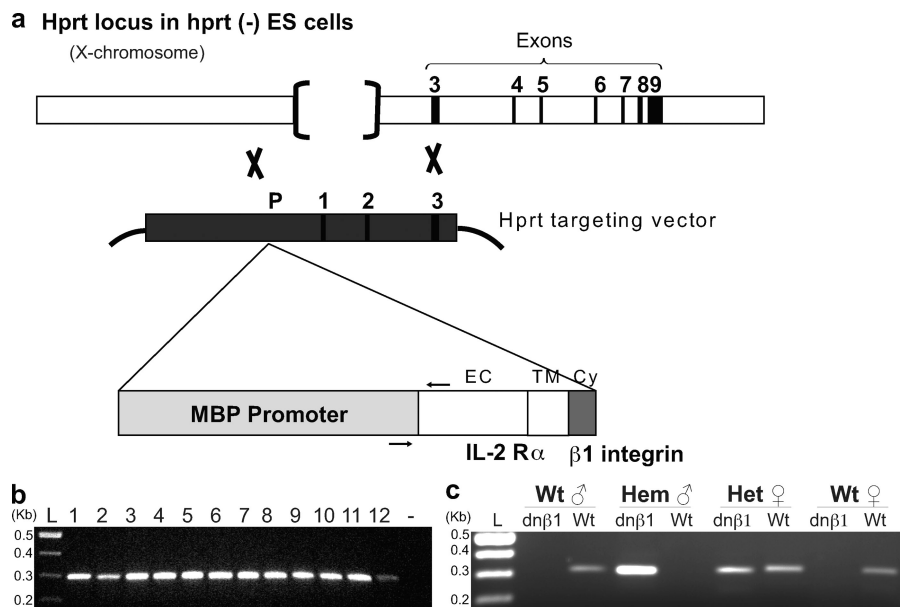 a Hprt locus in hprt (-) ES cells
(X-chromosome)
Exons
3 4 5 6 7 8 9
P 1 2 3
Hprt targeting vector
EC TM Cy
MBP Promoter
IL-2 Rα β1 integrin
b
(Kb) L 1 2 3 4 5 6 7 8 9 10 11 12 -
0.5
0.4
0.3
0.2
c Wt ♂ Hem ♂ Het ♀ Wt ♀
(Kb) L dnβ1 Wt dnβ1 Wt dnβ1 Wt dnβ1 Wt
0.5
0.4
0.3
0.2